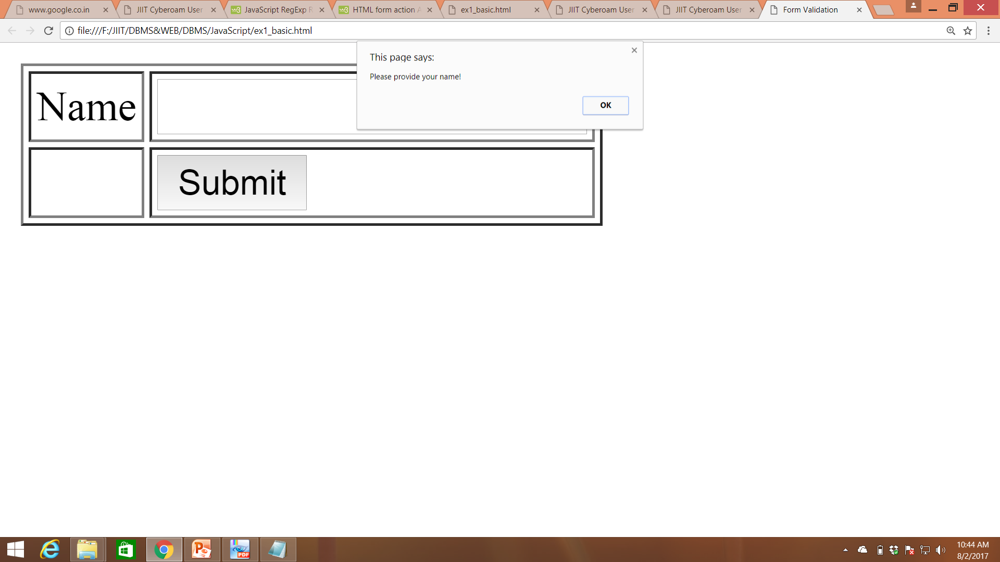 www.google.co.in
JIIT Cyberoam User
JavaScript RegExp R
HTML form action A
ex1_basic.html
JIIT Cyberoam User
JIIT Cyberoam User
Form Validation
file:///F:/JIIT/DBMS&WEB/DBMS/JavaScript/ex1_basic.html
This page says:
Please provide your name!
OK
Name
Submit
10:44 AM
8/2/2017